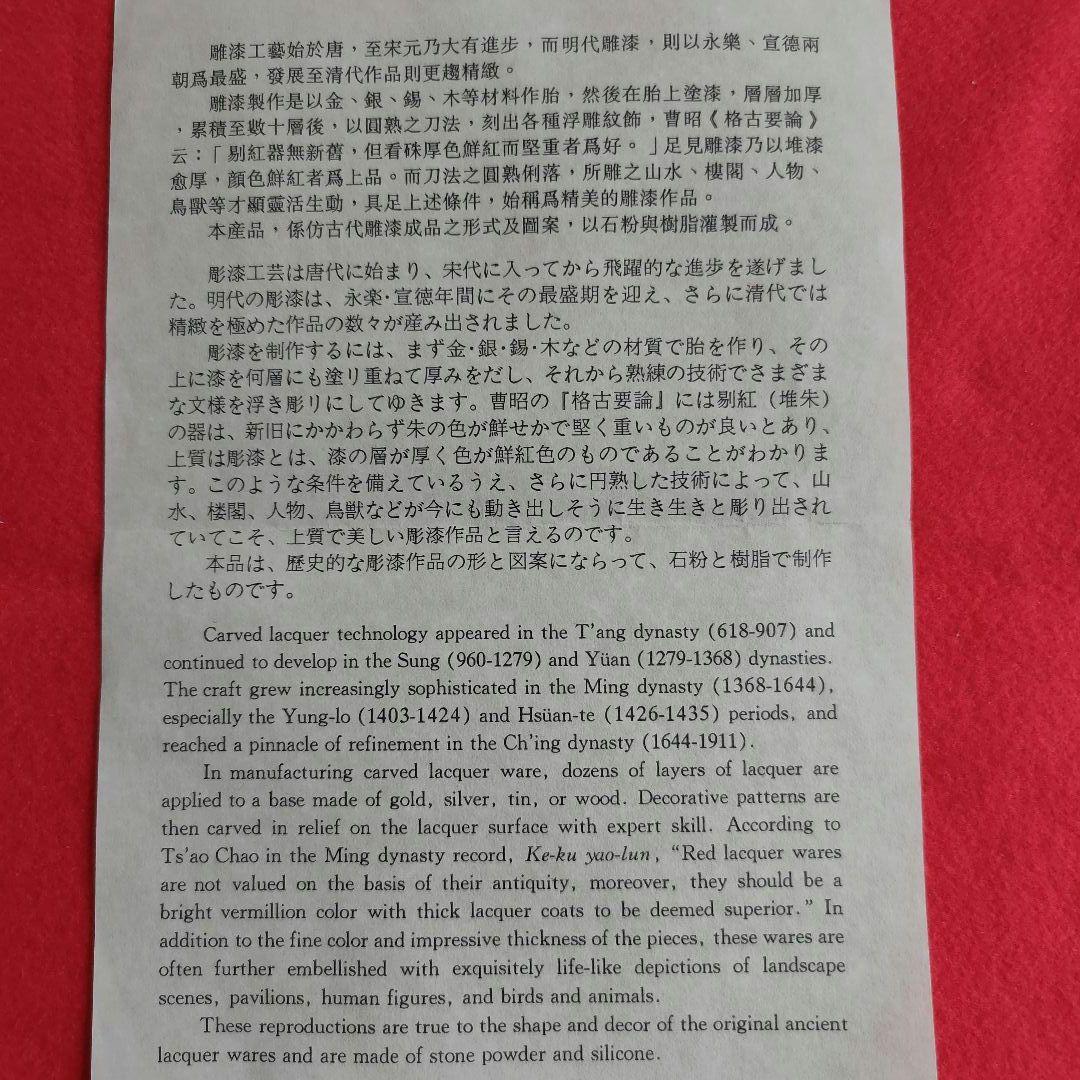 雕漆工藝始於唐，至宋元乃大有進步，而明代雕漆，則以永樂、宣德兩
朝爲最盛，發展至清代作品則更趨精緻。
雕漆製作是以金、銀、錫、木等材料作胎，然後在胎上塗漆，層層加厚
，累積至數十層後，以圓熟之刀法，刻出各種浮雕紋飾，曹昭《格古要論》
云：「剔紅器無新舊，但看硃厚色鮮紅而堅重者爲好。」足見雕漆乃以堆漆
愈厚，顏色鮮紅者爲上品。而刀法之圓熟俐落，所雕之山水、樓閣、人物、
鳥獸等才顯靈活生動，具足上述條件，始稱爲精美的雕漆作品。
本産品，係仿古代雕漆成品之形式及圖案，以石粉與樹脂灌製而成。
彫漆工芸は唐代に始まり、宋代に入ってから飛躍的な進歩を遂げまし
た。明代の彫漆は、永楽・宣徳年間にその最盛期を迎え、さらに清代では
精緻を極めた作品の数々が産み出されました。
彫漆を制作するには、まず金・銀・錫・木などの材質で胎を作り、その
上に漆を何層にも塗り重ねて厚みをだし、それから熟練の技術でさまざま
な文様を浮き彫リにしてゆきます。曹昭の『格古要論』には剔紅（堆朱）
の器は、新旧にかかわらず朱の色が鮮せかで堅く重いものが良いとあり、
上質は彫漆とは、漆の層が厚く色が鮮紅色のものであることがわかりま
す。このような条件を備えているうえ、さらに円熟した技術によって、山
水、楼閣、人物、鳥獣などが今にも動き出しそうに生き生きと彫り出され
ていてこそ、上質で美しい彫漆作品と言えるのです。
本品は、歴史的な彫漆作品の形と図案にならって、石粉と樹脂で制作
したものです。
Carved lacquer technology appeared in the T'ang dynasty (618-907) and
continued to develop in the Sung (960-1279) and Yüan (1279-1368) dynasties.
The craft grew increasingly sophisticated in the Ming dynasty (1368-1644),
especially the Yung-lo (1403-1424) and Hsüan-te (1426-1435) periods, and
reached a pinnacle of refinement in the Ch'ing dynasty (1644-1911).
In manufacturing carved lacquer ware, dozens of layers of lacquer are
applied to a base made of gold, silver, tin, or wood. Decorative patterns are
then carved in relief on the lacquer surface with expert skill. According to
Ts'ao Chao in the Ming dynasty record, Ke-ku yao-lun, "Red lacquer wares
are not valued on the basis of their antiquity, moreover, they should be a
bright vermillion color with thick lacquer coats to be deemed superior." In
addition to the fine color and impressive thickness of the pieces, these wares are
often further embellished with exquisitely life-like depictions of landscape
scenes, pavilions, human figures, and birds and animals.
These reproductions are true to the shape and decor of the original ancient
lacquer wares and are made of stone powder and silicone.